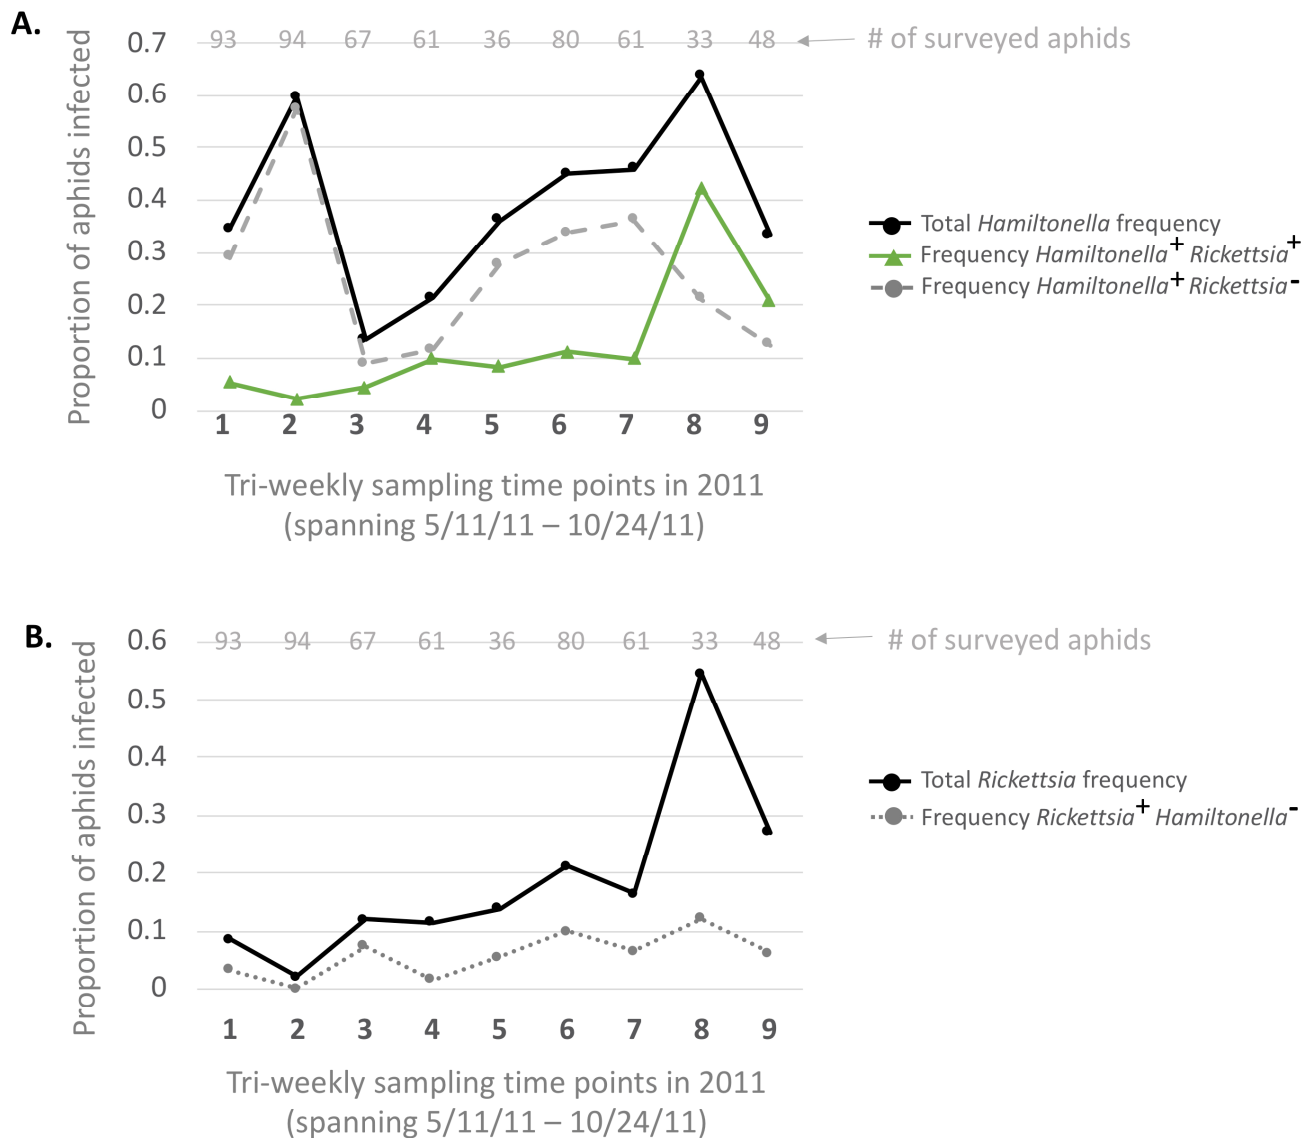 A.
Proportion of aphids infected
0.7
0.6
0.5
0.4
0.3
0.2
0.1
0
93 94 67 61 36 80 61 33 48
# of surveyed aphids
Total Hamiltonella frequency
Frequency Hamiltonella+ Rickettsia+
Frequency Hamiltonella+ Rickettsia-
1 2 3 4 5 6 7 8 9
Tri-weekly sampling time points in 2011
(spanning 5/11/11 – 10/24/11)
B.
Proportion of aphids infected
0.6
0.5
0.4
0.3
0.2
0.1
0
93 94 67 61 36 80 61 33 48
# of surveyed aphids
Total Rickettsia frequency
Frequency Rickettsia+ Hamiltonella-
1 2 3 4 5 6 7 8 9
Tri-weekly sampling time points in 2011
(spanning 5/11/11 – 10/24/11)